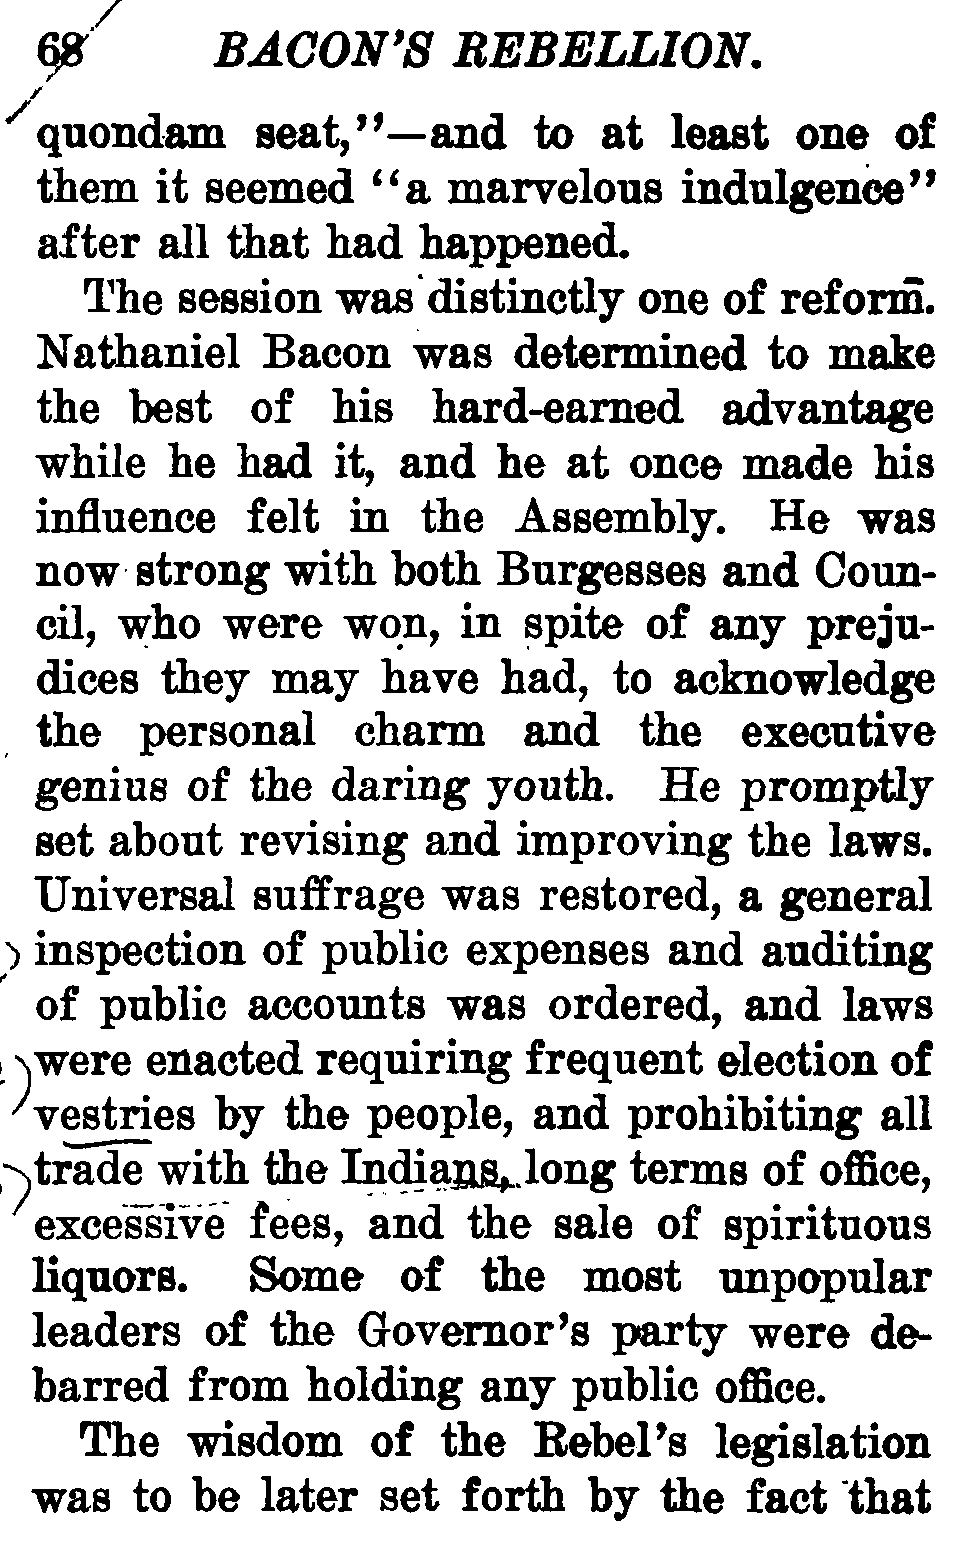 68 BACON'S REBELLION.
quondam seat,"—and to at least one of
them it seemed "a marvelous indulgence"
after all that had happened.
The session was distinctly one of reform.
Nathaniel Bacon was determined to make
the best of his hard-earned advantage
while he had it, and he at once made his
influence felt in the Assembly. He was
now strong with both Burgesses and Coun-
cil, who were won, in spite of any preju-
dices they may have had, to acknowledge
the personal charm and the executive
genius of the daring youth. He promptly
set about revising and improving the laws.
Universal suffrage was restored, a general
inspection of public expenses and auditing
of public accounts was ordered, and laws
were enacted requiring frequent election of
vestries by the people, and prohibiting all
trade with the Indians, long terms of office,
excessive fees, and the sale of spirituous
liquors. Some of the most unpopular
leaders of the Governor's party were de-
barred from holding any public office.
The wisdom of the Rebel's legislation
was to be later set forth by the fact that